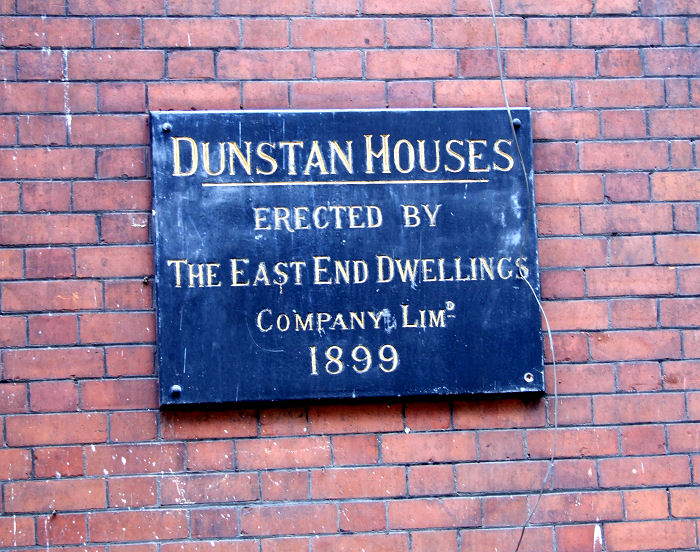 DUNSTAN HOUSES
ERECTED BY
THE EAST END DWELLINGS
COMPANY LIMD
1899